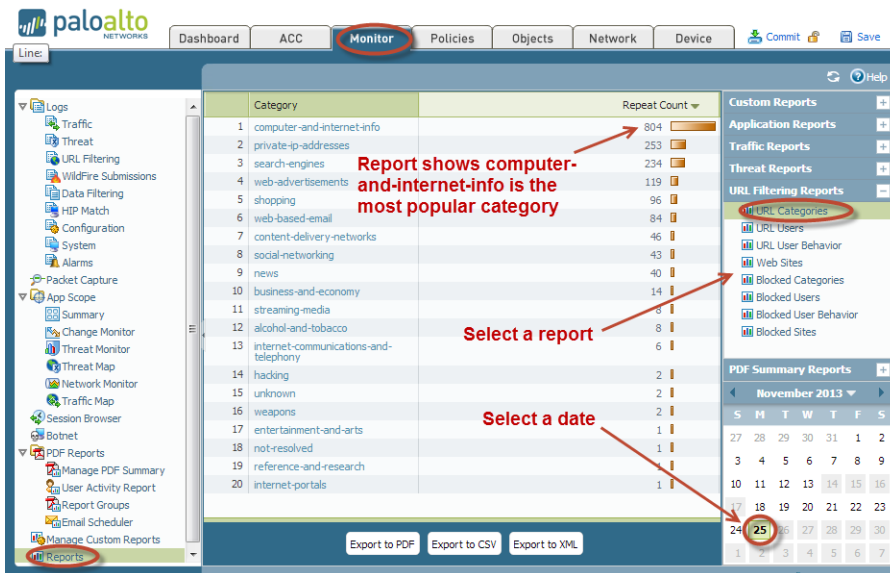 paloalto
NETWORKS
Line:
Dashboard
ACC
Monitor
Policies
Objects
Network
Device
Commit
Save
Help
Logs
Traffic
Threat
URL Filtering
WildFire Submissions
Data Filtering
HIP Match
Configuration
System
Alarms
Packet Capture
App Scope
Summary
Change Monitor
Threat Monitor
Threat Map
Network Monitor
Traffic Map
Session Browser
Botnet
PDF Reports
Manage PDF Summary
User Activity Report
Report Groups
Email Scheduler
Manage Custom Reports
Reports
Category Repeat Count
1 computer-and-internet-info 804
2 private-ip-addresses 253
3 search-engines 234
4 web-advertisements 119
5 shopping 96
6 web-based-email 84
7 content-delivery-networks 46
8 social-networking 43
9 news 40
10 business-and-economy 14
11 streaming-media 8
12 alcohol-and-tobacco 8
13 internet-communications-and-
telephony 6
14 hacking 2
15 unknown 2
16 weapons 2
17 entertainment-and-arts 1
18 not-resolved 1
19 reference-and-research 1
20 internet-portals 1
Report shows computer-
and-internet-info is the
most popular category
Select a report
Select a date
Export to PDF
Export to CSV
Export to XML
Custom Reports
Application Reports
Traffic Reports
Threat Reports
URL Filtering Reports
URL Categories
URL Users
URL User Behavior
Web Sites
Blocked Categories
Blocked Users
Blocked User Behavior
Blocked Sites
PDF Summary Reports
November 2013
S M T W T F S
27 28 29 30 31 1 2
3 4 5 6 7 8 9
10 11 12 13 14 15 16
17 18 19 20 21 22 23
24 25 26 27 28 29 30
1 2 3 4 5 6 7